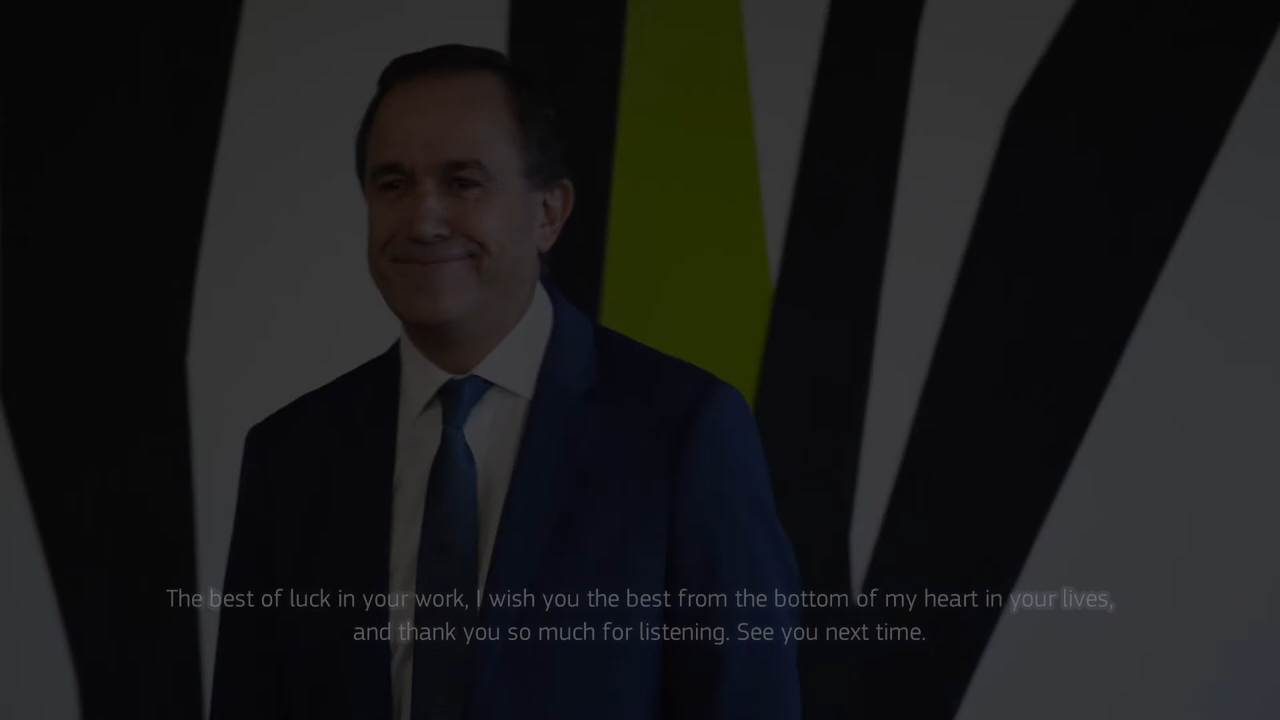 The best of luck in your work, I wish you the best from the bottom of my heart in your lives,
and thank you so much for listening. See you next time.